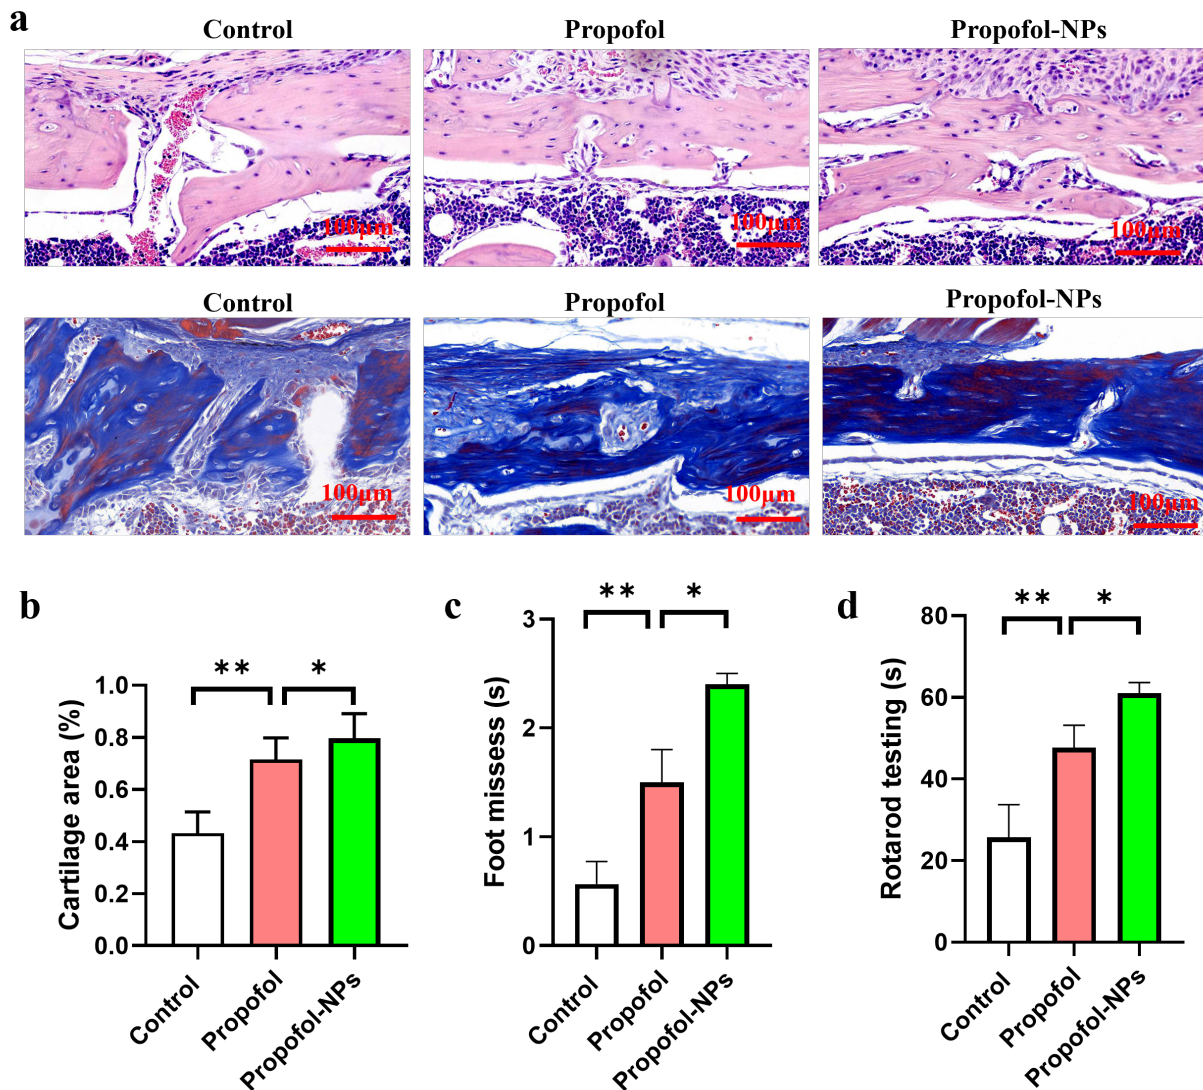 a
Control
Propofol
Propofol-NPs
100μm
100μm
100μm
Control
Propofol
Propofol-NPs
100μm
100μm
100μm
b
**
*
Cartilage area (%)
1.0
0.8
0.6
0.4
0.2
0.0
Control
Propofol
Propofol-NPs
c
**
*
Foot missess (s)
3
2
1
0
Control
Propofol
Propofol-NPs
d
**
*
Rotarod testing (s)
80
60
40
20
0
Control
Propofol
Propofol-NPs